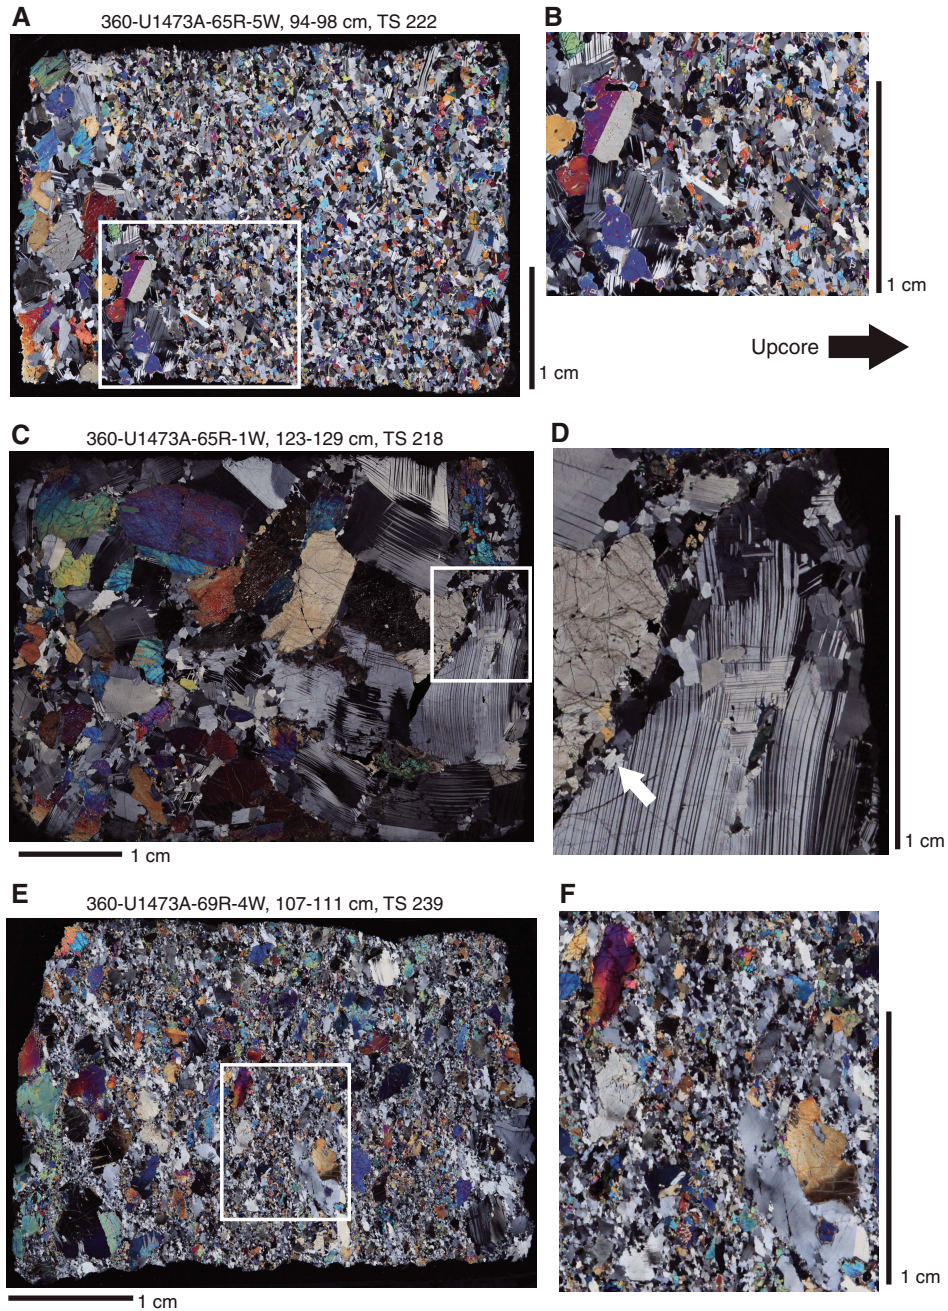 A
360-U1473A-65R-5W, 94-98 cm, TS 222
B
1 cm
1 cm
Upcore
C
360-U1473A-65R-1W, 123-129 cm, TS 218
D
1 cm
1 cm
E
360-U1473A-69R-4W, 107-111 cm, TS 239
F
1 cm
1 cm